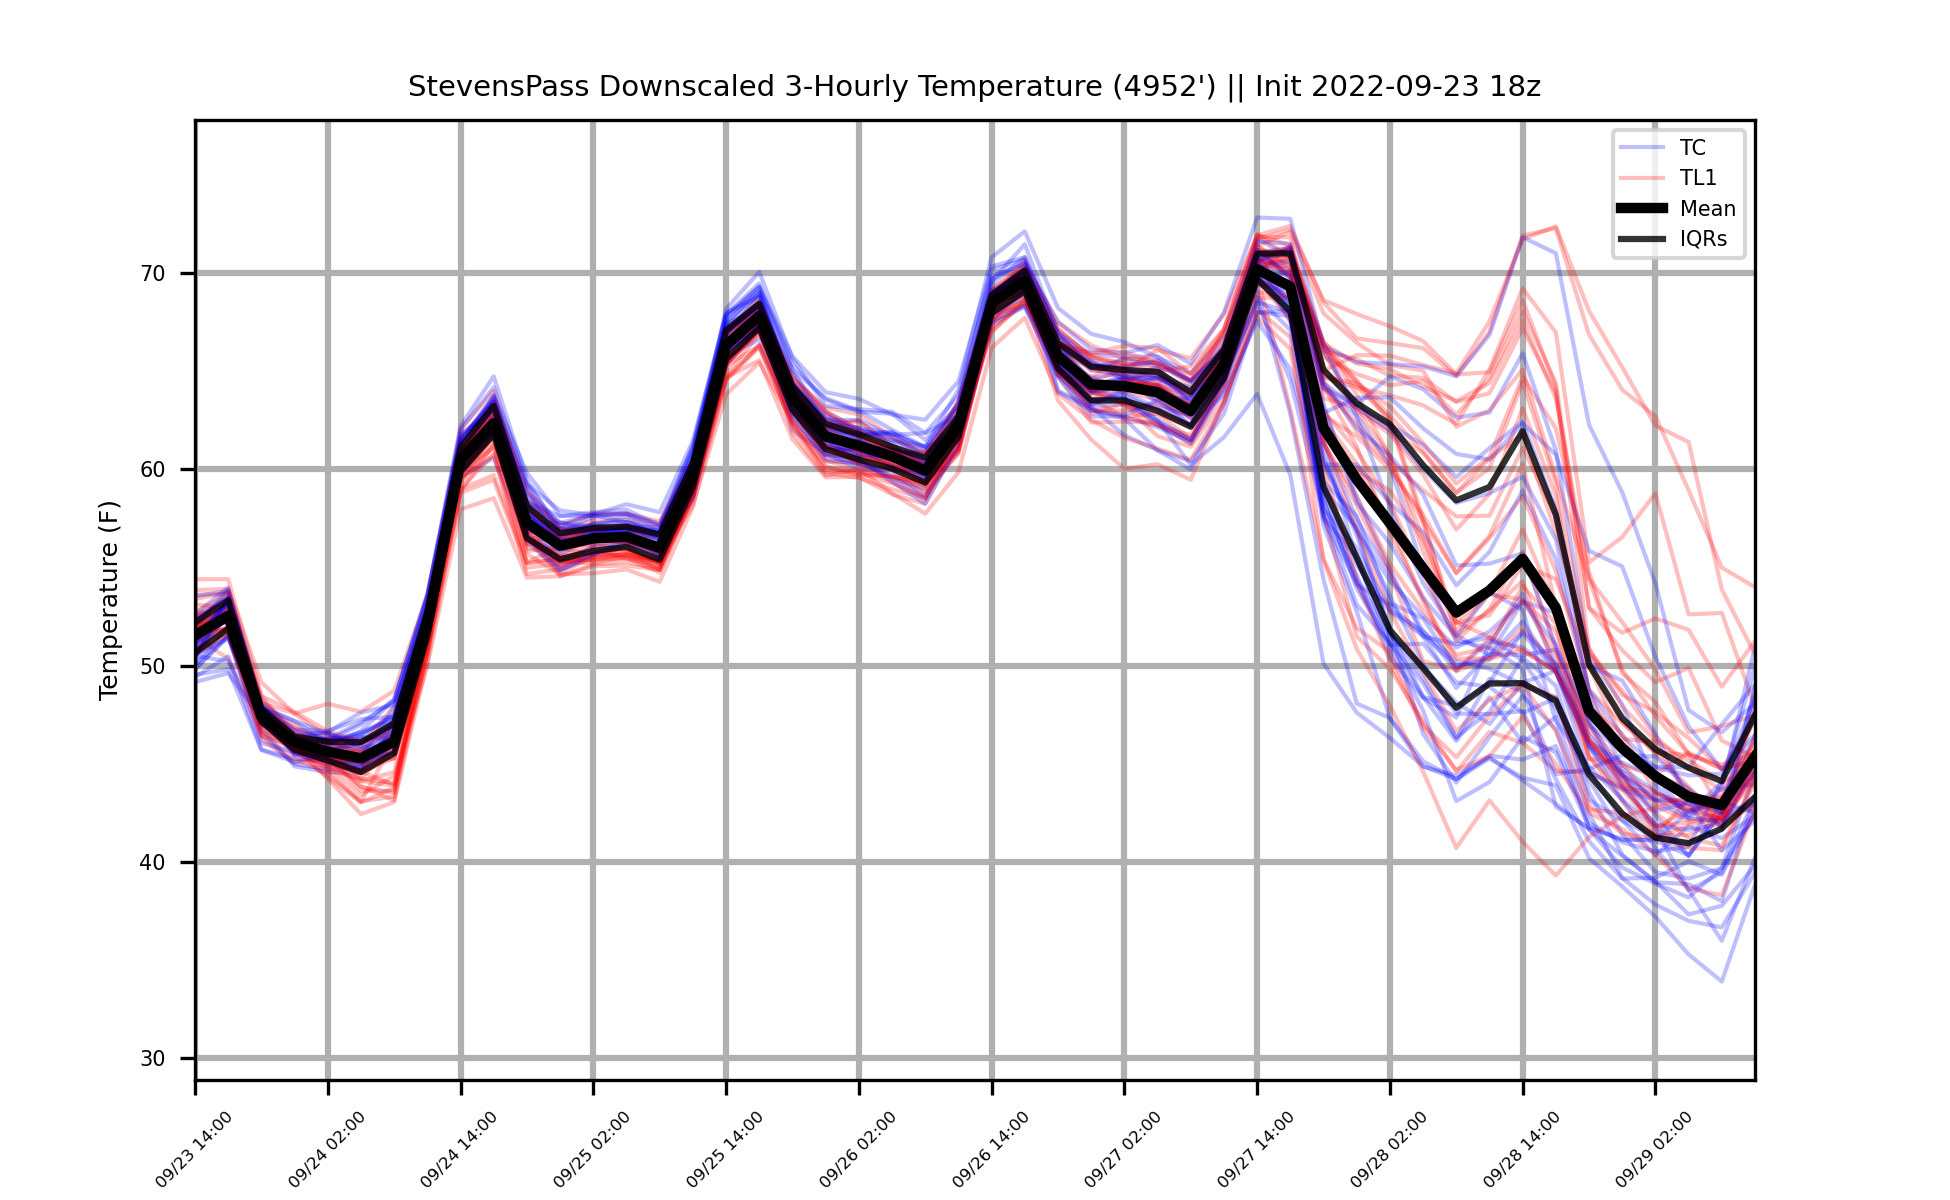 StevensPass Downscaled 3-Hourly Temperature (4952') || Init 2022-09-23 18z
TC
TL1
Mean
IQRs
Temperature (F)
70
60
50
40
30
09/23 14:00
09/24 02:00
09/24 14:00
09/25 02:00
09/25 14:00
09/26 02:00
09/26 14:00
09/27 02:00
09/27 14:00
09/28 02:00
09/28 14:00
09/29 02:00